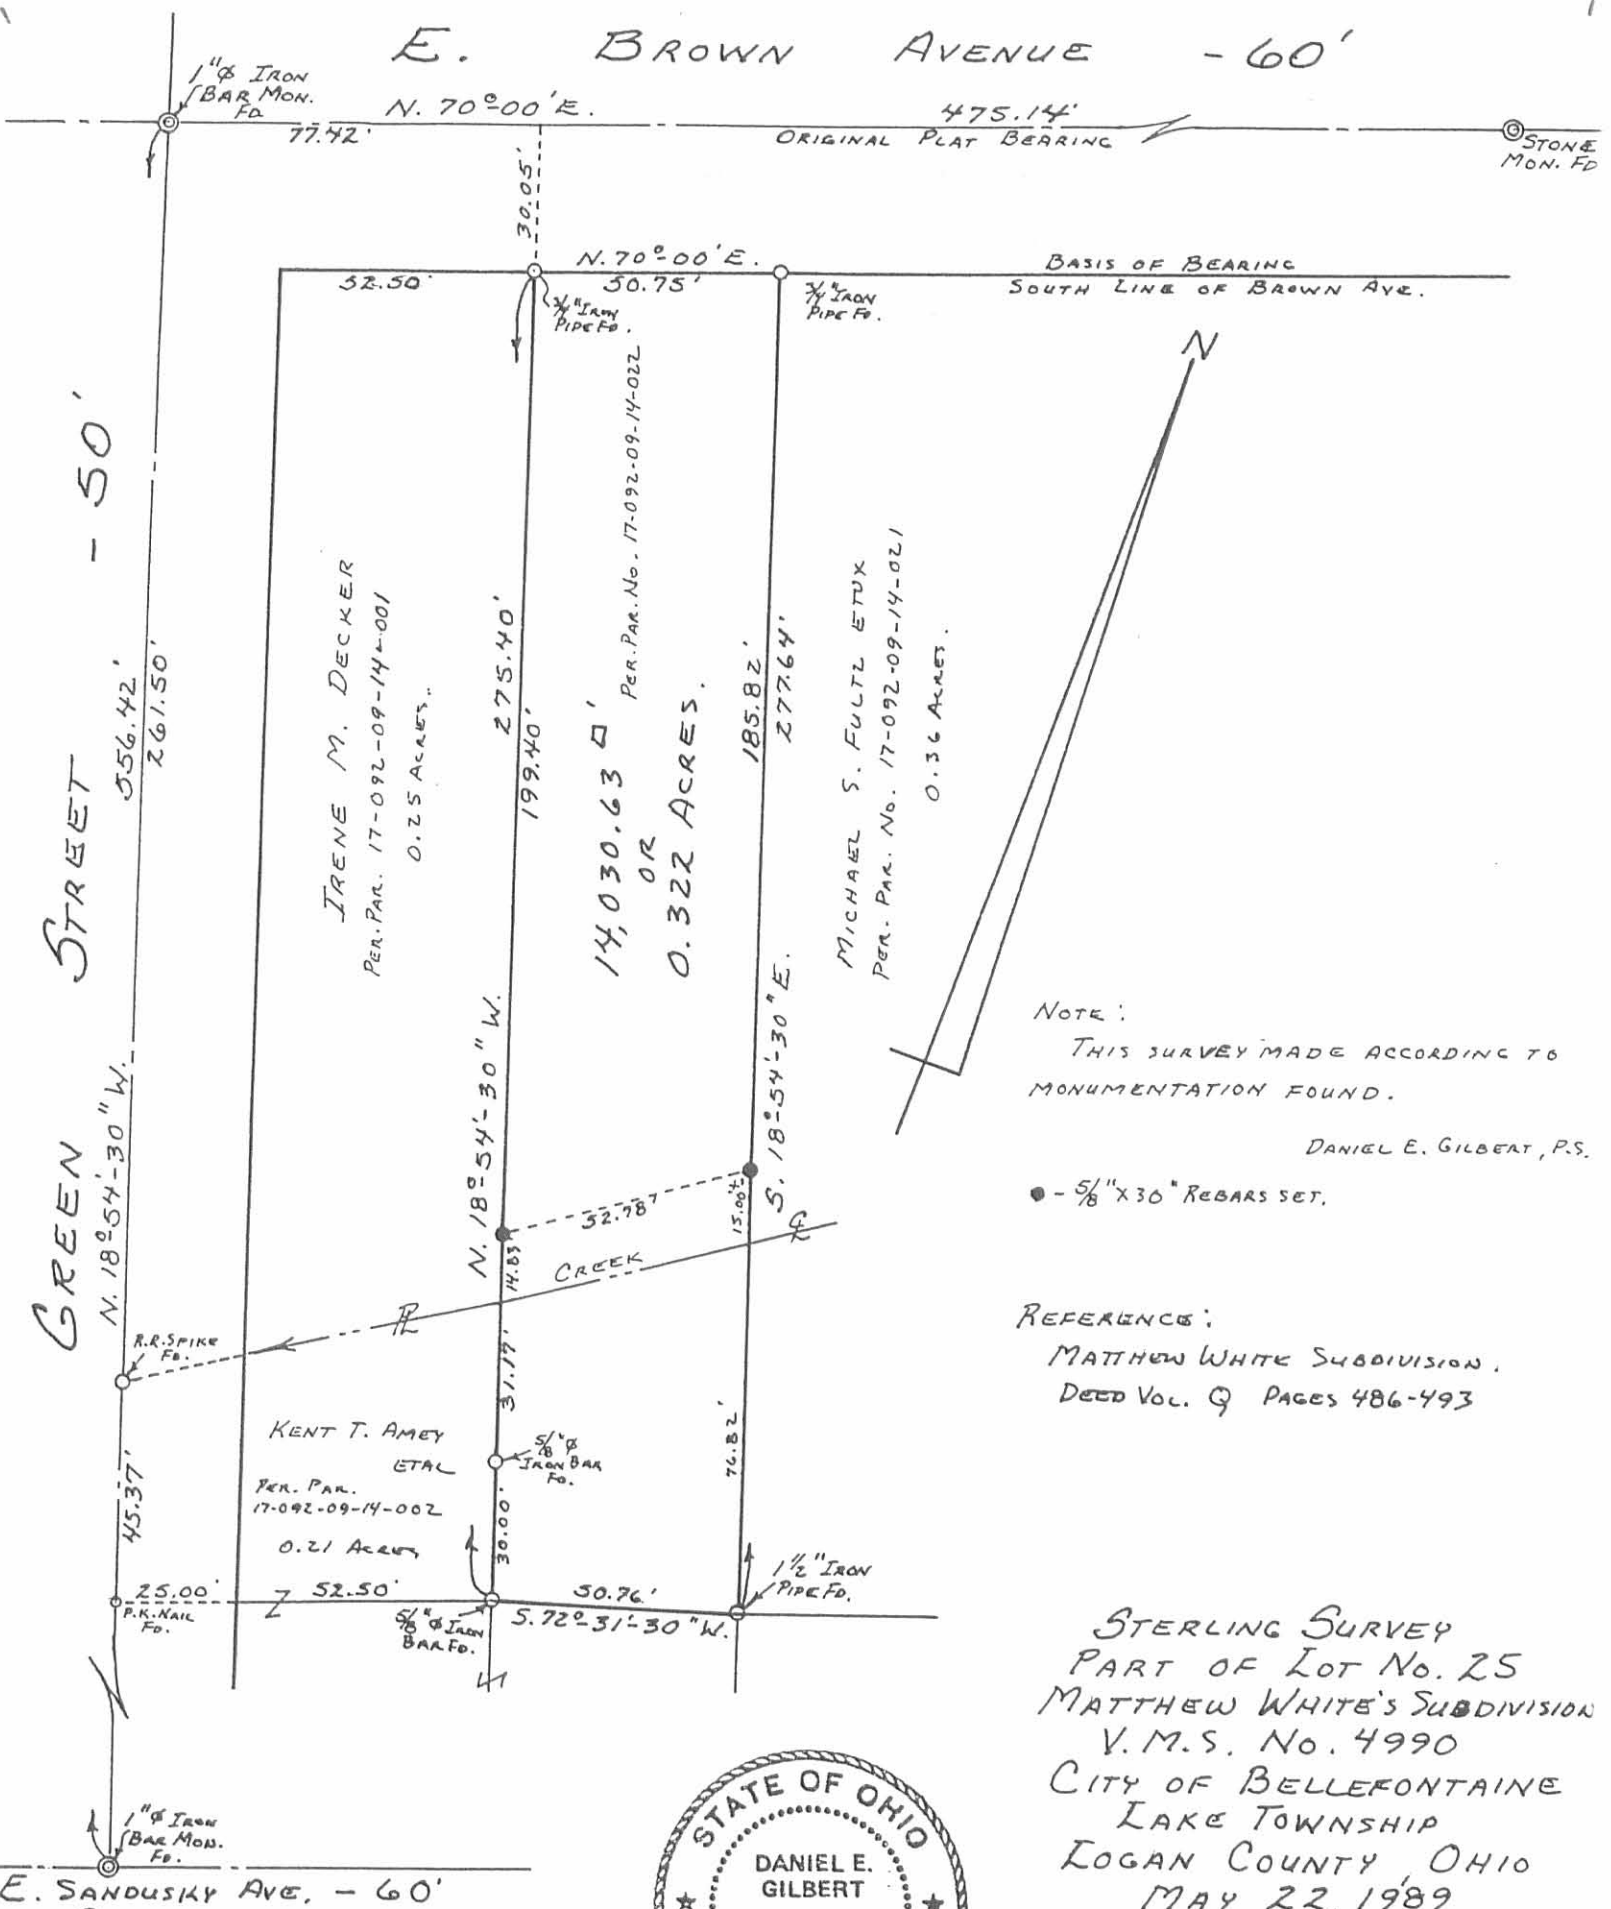 E. BROWN AVENUE - 60'
1"ø IRON
BAR MON.
FD.
N. 70°-00' E.
77.42'
475.14'
ORIGINAL PLAT BEARING
STONE
MON. FD
30.05'
N. 70°-00' E.
52.50'
50.75'
BASIS OF BEARING
SOUTH LINE OF BROWN AVE.
3/4" IRON
PIPE FD.
3/4" IRON
PIPE FD.
N
GREEN STREET - 50'
N. 18°-54'-30" W.
556.42'
261.50'
IRENE M. DECKER
PER. PAR. 17-092-09-14-001
0.25 ACRES.
N. 18°-54'-30" W.
275.40'
199.40'
14,030.63 □'
OR
0.322 ACRES.
PER. PAR. No. 17-092-09-14-022
185.82'
277.64'
S. 18°-54'-30" E.
MICHAEL S. FULTZ ETUX
PER. PAR. No. 17-092-09-14-021
0.36 ACRES.
NOTE:
THIS SURVEY MADE ACCORDING TO
MONUMENTATION FOUND.
DANIEL E. GILBERT, P.S.
● - 5/8" X 30" REBARS SET.
52.78'
15.00'±
14.83'
CREEK
℄
PL
31.17'
R.R. SPIKE
FD.
45.37'
KENT T. AMEY
ETAL
PER. PAR.
17-092-09-14-002
0.21 ACRES
5/8"ø
IRON BAR
FD.
30.00'
76.82'
REFERENCE:
MATTHEW WHITE SUBDIVISION.
DEED VOL. Q PAGES 486-493
25.00'
P.K. NAIL
FD.
52.50'
5/8"ø IRON
BAR FD.
50.76'
S. 72°-31'-30" W.
1 1/2" IRON
PIPE FD.
1"ø IRON
BAR MON.
FD.
E. SANDUSKY AVE. - 60'
STATE OF OHIO
DANIEL E.
GILBERT
STERLING SURVEY
PART OF LOT No. 25
MATTHEW WHITE'S SUBDIVISION
V.M.S. No. 4990
CITY OF BELLEFONTAINE
LAKE TOWNSHIP
LOGAN COUNTY, OHIO
MAY 22, 1989